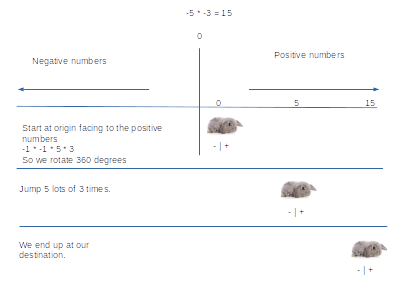 -5 * -3 = 15
0
Negative numbers
Positive numbers
0 5 15
Start at origin facing to the positive
numbers
-1 * -1 * 5 * 3
So we rotate 360 degrees
- | +
Jump 5 lots of 3 times.
- | +
We end up at our
destination.
- | +